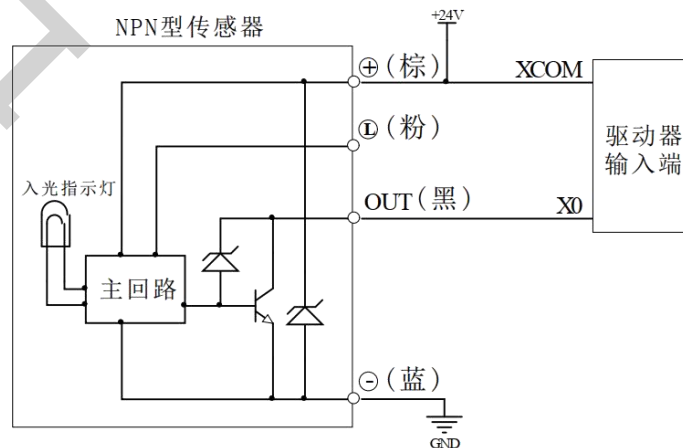 NPN型传感器
+24V
⊕(棕)
XCOM
Ⓛ(粉)
驱动器
输入端
入光指示灯
OUT(黑)
X0
主回路
⊖(蓝)
GND